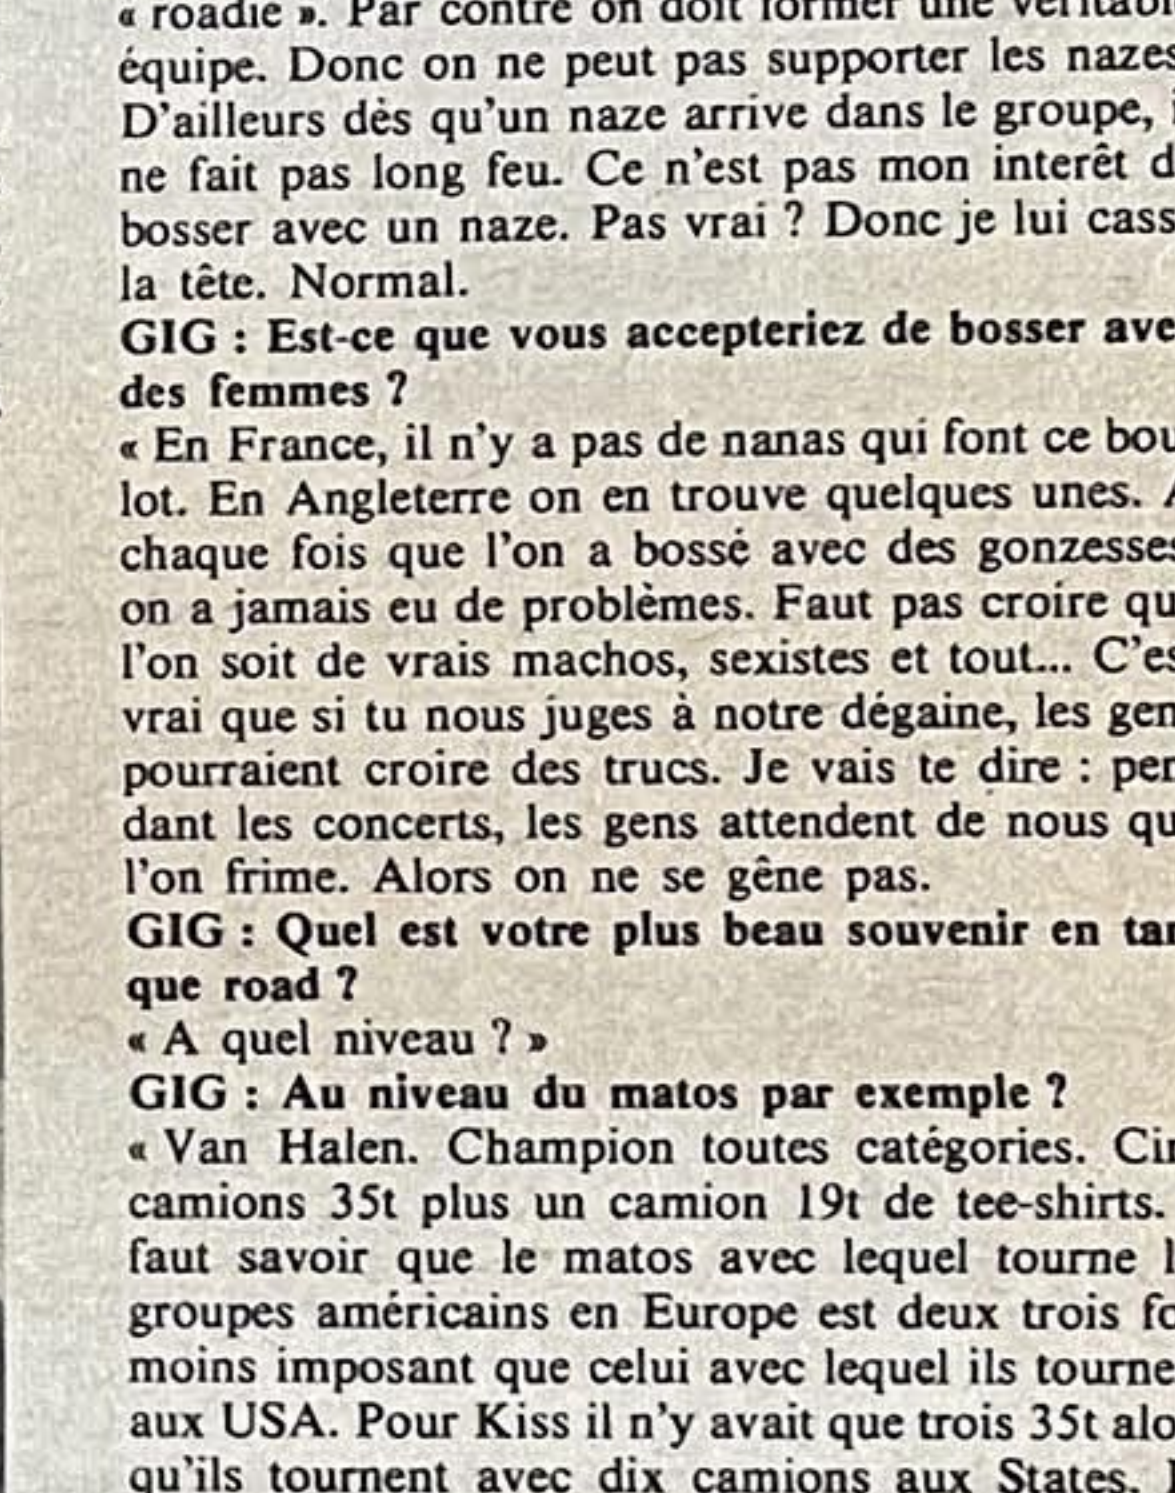 « roadie ». Par contre on doit former une véritabl
équipe. Donc on ne peut pas supporter les nazes
D'ailleurs dès qu'un naze arrive dans le groupe,
ne fait pas long feu. Ce n'est pas mon interêt d
bosser avec un naze. Pas vrai ? Donc je lui cass
la tête. Normal.
GIG : Est-ce que vous accepteriez de bosser ave
des femmes ?
« En France, il n'y a pas de nanas qui font ce bou
lot. En Angleterre on en trouve quelques unes. A
chaque fois que l'on a bossé avec des gonzesses
on a jamais eu de problèmes. Faut pas croire qu
l'on soit de vrais machos, sexistes et tout... C'es
vrai que si tu nous juges à notre dégaine, les gen
pourraient croire des trucs. Je vais te dire : pen
dant les concerts, les gens attendent de nous qu
l'on frime. Alors on ne se gêne pas.
GIG : Quel est votre plus beau souvenir en tan
que road ?
« A quel niveau ? »
GIG : Au niveau du matos par exemple ?
« Van Halen. Champion toutes catégories. Cin
camions 35t plus un camion 19t de tee-shirts.
faut savoir que le matos avec lequel tourne l
groupes américains en Europe est deux trois fo
moins imposant que celui avec lequel ils tourne
aux USA. Pour Kiss il n'y avait que trois 35t alo
qu'ils tournent avec dix camions aux States.